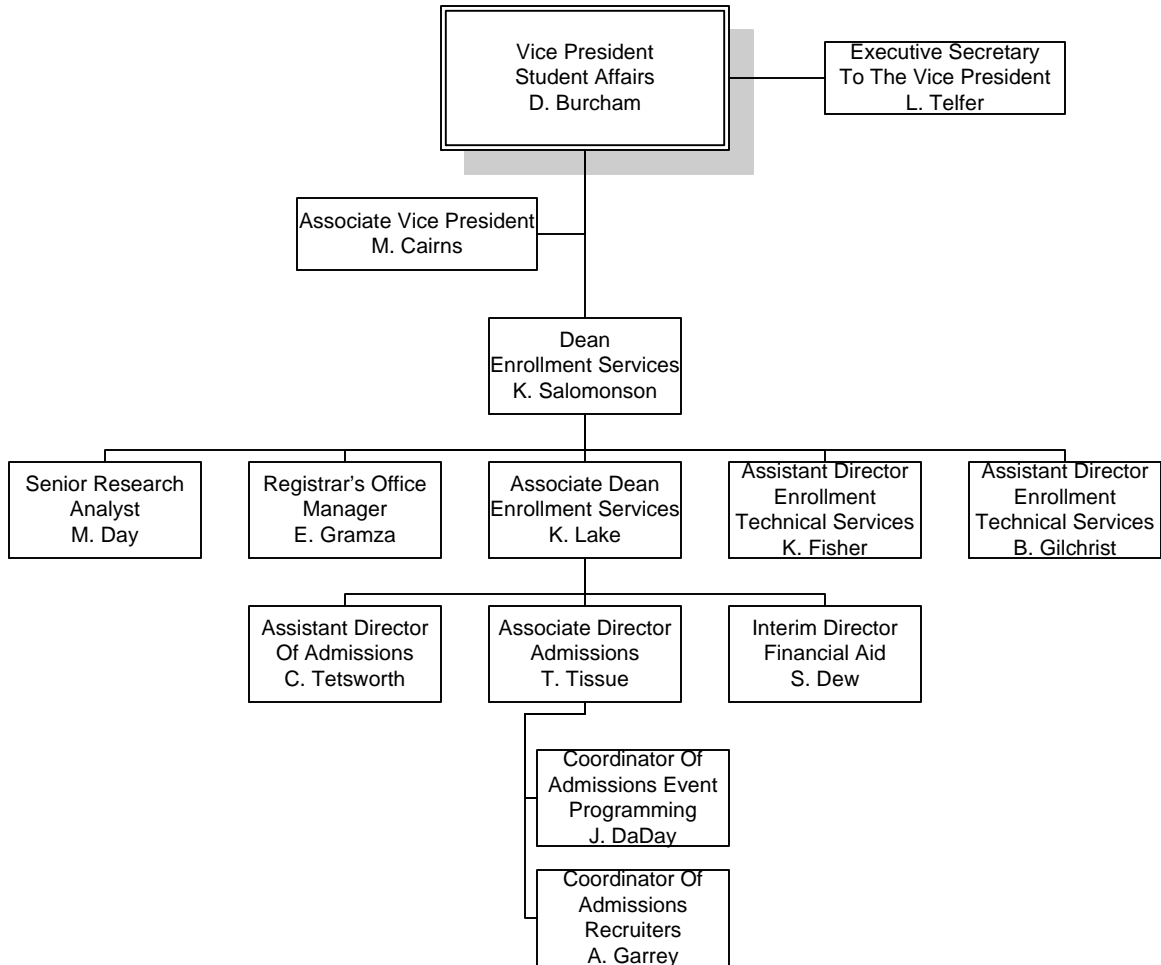 Vice President
Student Affairs
D. Burcham
Executive Secretary
To The Vice President
L. Telfer
Associate Vice President
M. Cairns
Dean
Enrollment Services
K. Salomonson
Senior Research
Analyst
M. Day
Registrar's Office
Manager
E. Gramza
Associate Dean
Enrollment Services
K. Lake
Assistant Director
Enrollment
Technical Services
K. Fisher
Assistant Director
Enrollment
Technical Services
B. Gilchrist
Assistant Director
Of Admissions
C. Tetsworth
Associate Director
Admissions
T. Tissue
Interim Director
Financial Aid
S. Dew
Coordinator Of
Admissions Event
Programming
J. DaDay
Coordinator Of
Admissions
Recruiters
A. Garrey